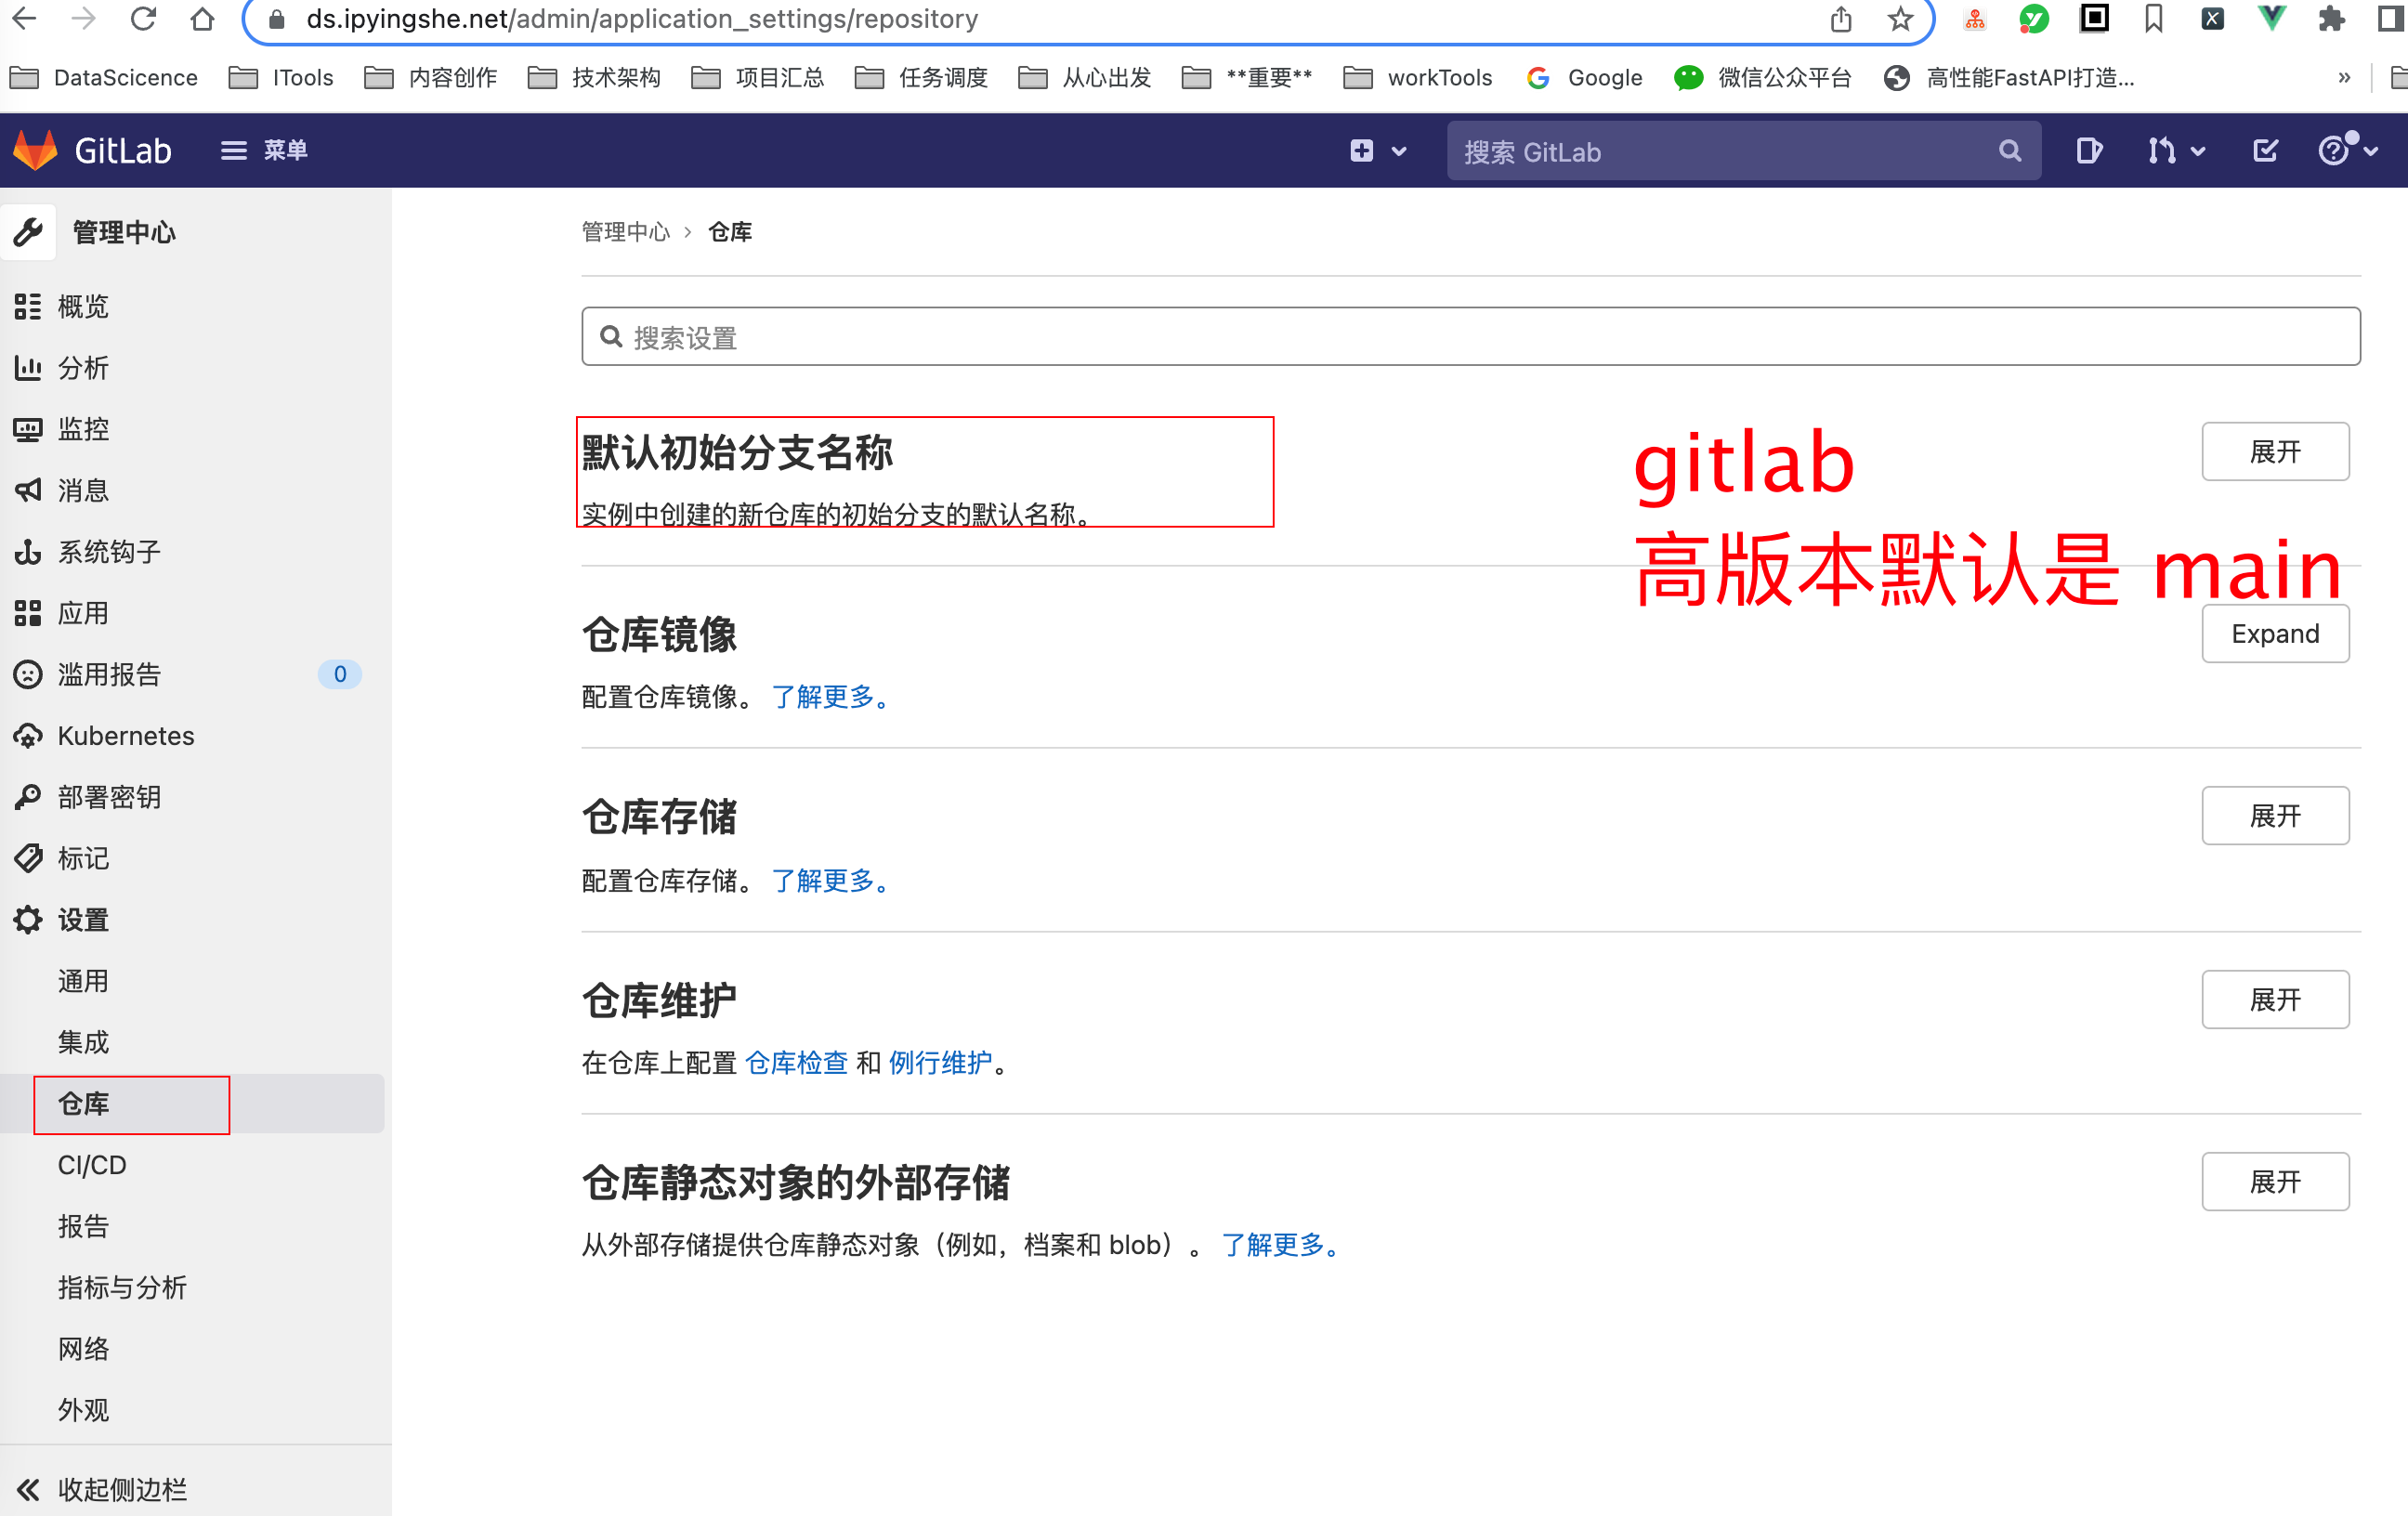 ds.ipyingshe.net/admin/application_settings/repository
DataScicence ITools 内容创作 技术架构 项目汇总 任务调度 从心出发 **重要** workTools Google 微信公众平台 高性能FastAPI打造... »
GitLab 菜单 搜索 GitLab
管理中心
概览
分析
监控
消息
系统钩子
应用
滥用报告 0
Kubernetes
部署密钥
标记
设置
通用
集成
仓库
CI/CD
报告
指标与分析
网络
外观
收起侧边栏
管理中心 › 仓库
搜索设置
默认初始分支名称 展开
实例中创建的新仓库的初始分支的默认名称。
gitlab
高版本默认是 main
仓库镜像 Expand
配置仓库镜像。 了解更多。
仓库存储 展开
配置仓库存储。 了解更多。
仓库维护 展开
在仓库上配置 仓库检查 和 例行维护。
仓库静态对象的外部存储 展开
从外部存储提供仓库静态对象（例如，档案和 blob）。 了解更多。